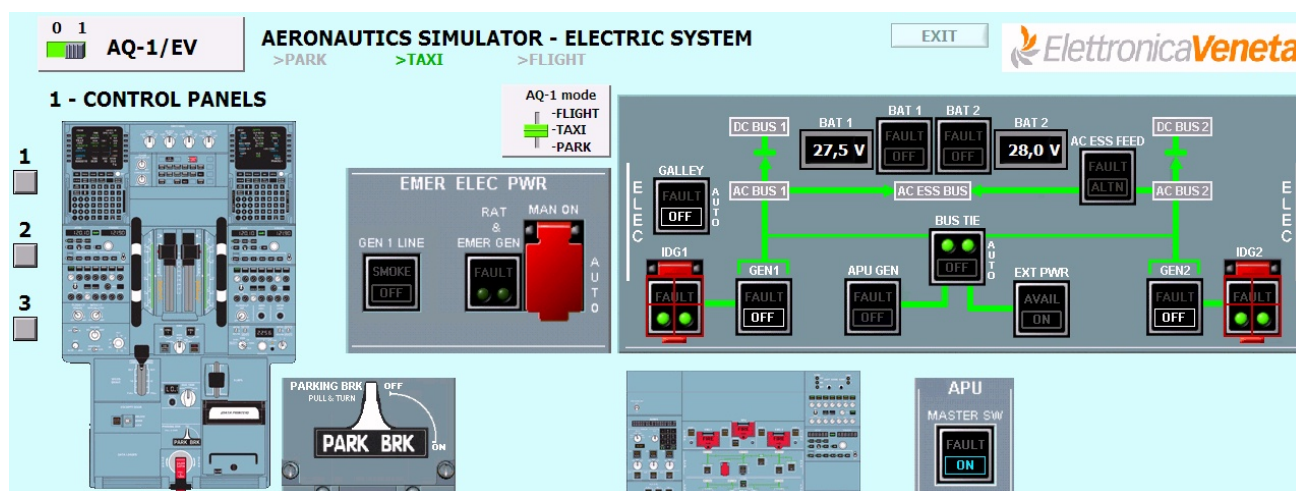 0 1
AQ-1/EV
AERONAUTICS SIMULATOR - ELECTRIC SYSTEM
>PARK >TAXI >FLIGHT
EXIT
ElettronicaVeneta
1 - CONTROL PANELS
AQ-1 mode
-FLIGHT
-TAXI
-PARK
1
2
3
EMER ELEC PWR
GEN 1 LINE
SMOKE
OFF
RAT
&
EMER GEN
FAULT
MAN ON
AUTO
ELEC
DC BUS 1
BAT 1
27,5 V
BAT 1
FAULT
OFF
BAT 2
FAULT
OFF
BAT 2
28,0 V
DC BUS 2
AC ESS FEED
FAULT
ALTN
GALLEY
FAULT
OFF
AUTO
AC BUS 1
AC ESS BUS
AC BUS 2
BUS TIE
OFF
AUTO
IDG1
FAULT
GEN1
FAULT
OFF
APU GEN
FAULT
OFF
EXT PWR
AVAIL
ON
GEN2
FAULT
OFF
IDG2
FAULT
ELEC
PARKING BRK
PULL & TURN
OFF
ON
PARK BRK
PARK BRK
APU
MASTER SW
FAULT
ON